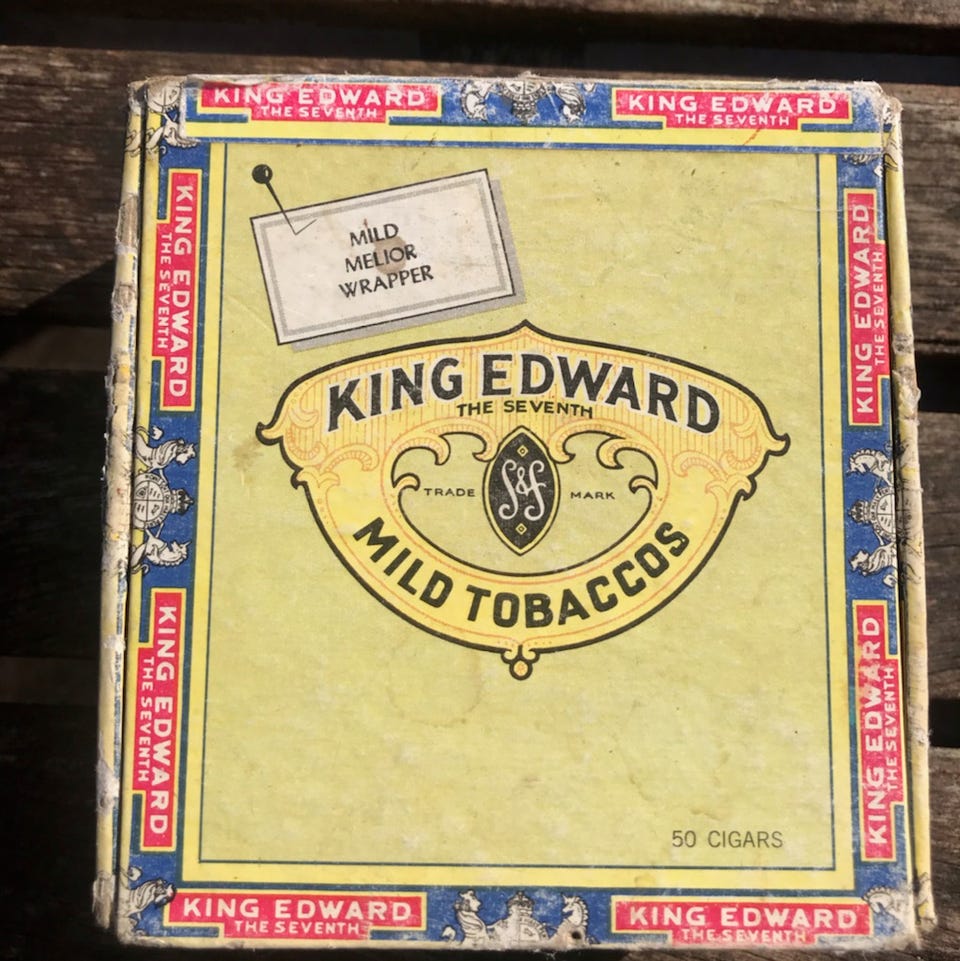 KING EDWARD
THE SEVENTH
KING EDWARD
THE SEVENTH
KING EDWARD
THE SEVENTH
KING EDWARD
THE SEVENTH
MILD
MELIOR
WRAPPER
KING EDWARD
THE SEVENTH
TRADE MARK
J&S
MILD TOBACCOS
KING EDWARD
THE SEVENTH
KING EDWARD
THE SEVENTH
50 CIGARS
KING EDWARD
THE SEVENTH
KING EDWARD
THE SEVENTH